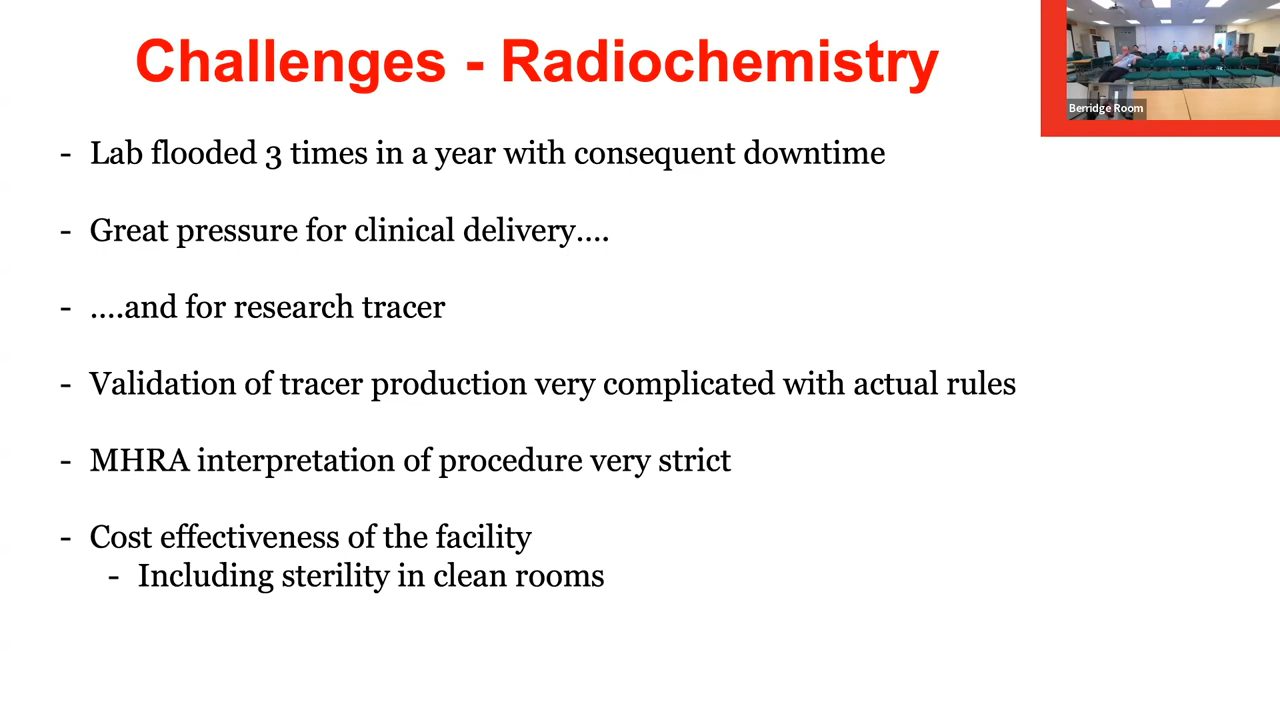 Challenges - Radiochemistry
Berridge Room
- Lab flooded 3 times in a year with consequent downtime
- Great pressure for clinical delivery....
- ....and for research tracer
- Validation of tracer production very complicated with actual rules
- MHRA interpretation of procedure very strict
- Cost effectiveness of the facility
- Including sterility in clean rooms